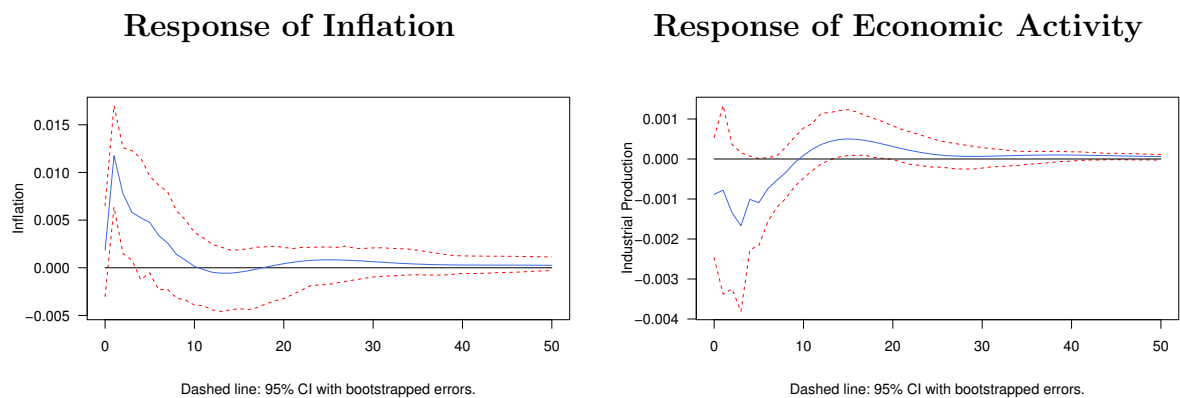 Response of Inflation
Inflation
0.015
0.010
0.005
0.000
−0.005
0 10 20 30 40 50
Dashed line: 95% CI with bootstrapped errors.
Response of Economic Activity
Industrial Production
0.001
0.000
−0.001
−0.002
−0.003
−0.004
0 10 20 30 40 50
Dashed line: 95% CI with bootstrapped errors.